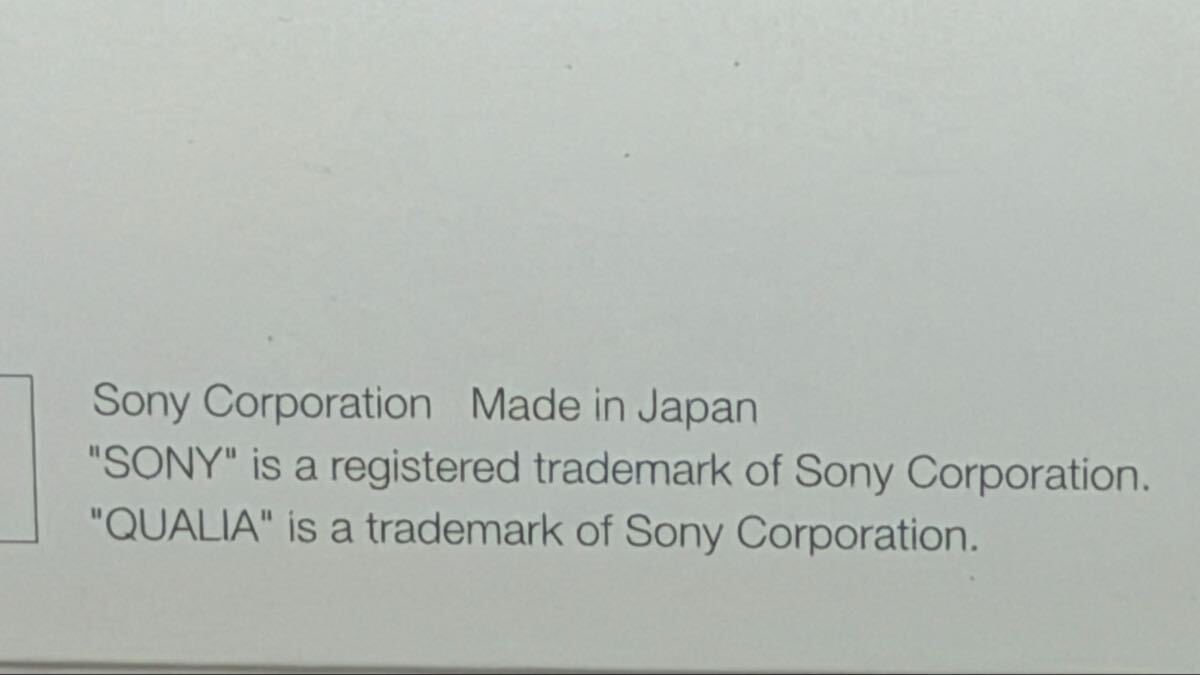 Sony Corporation Made in Japan
"SONY" is a registered trademark of Sony Corporation.
"QUALIA" is a trademark of Sony Corporation.